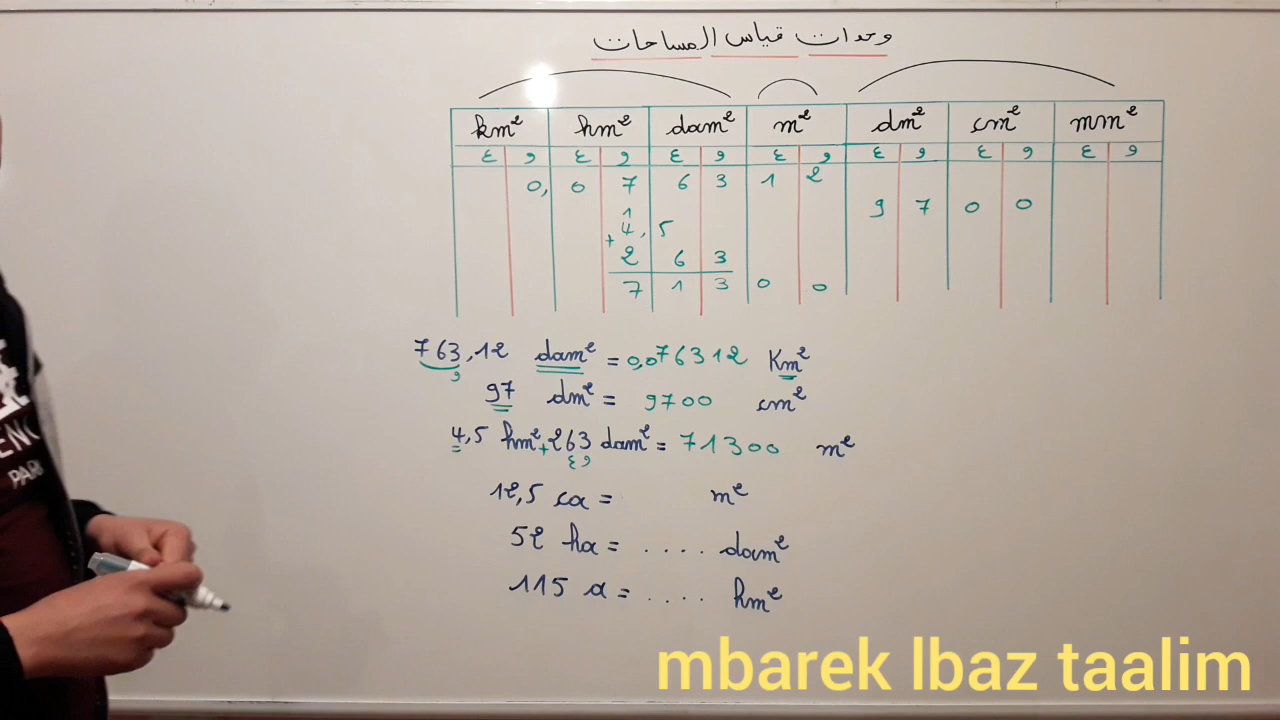 وحدات قياس المساحات
km² hm² dam² m² dm² cm² mm²
ع و ع و ع و ع و ع و ع و ع و
0, 0 7 6 3 1 2
9 7 0 0
1
4, 5
+
2 6 3
7 1 3 0 0
763,12 dam² = 0,076312 Km²
و
97 dm² = 9700 cm²
4,5 hm² + 263 dam² = 71300 m²
ع و
12,5 ca = m²
52 ha = .... dam²
115 a = .... hm²
PARI
mbarek lbaz taalim